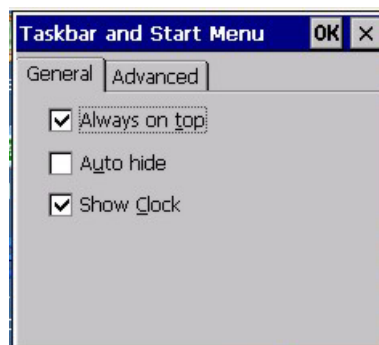 Taskbar and Start Menu OK ×
General Advanced
Always on top
Auto hide
Show Clock